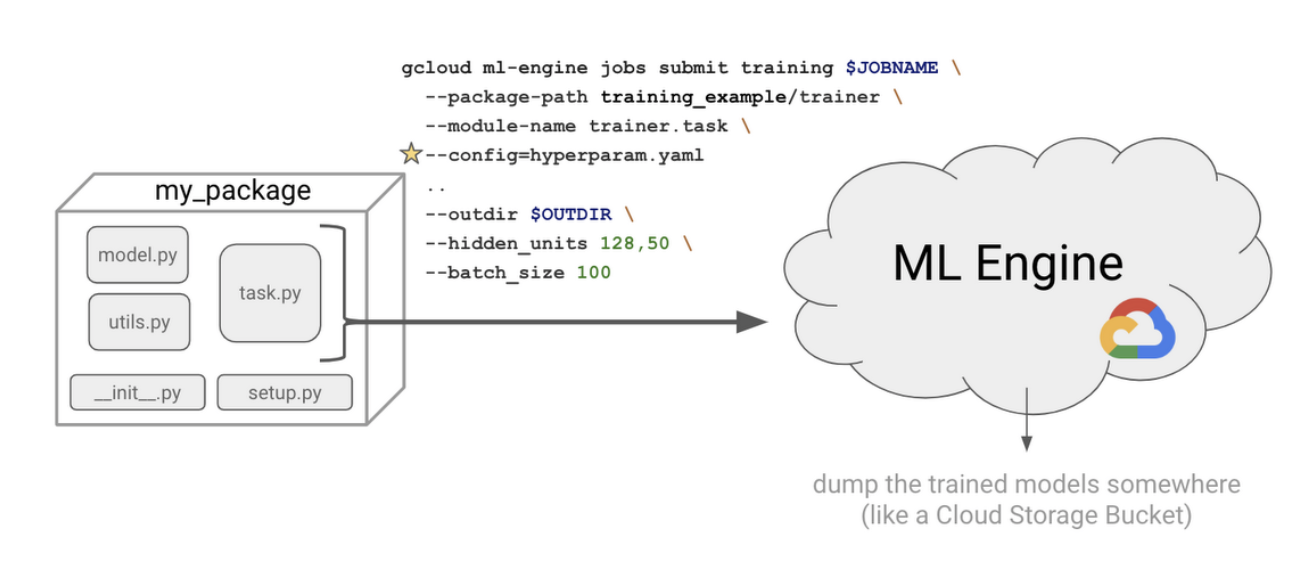 gcloud ml-engine jobs submit training $JOBNAME \
--package-path training_example/trainer \
--module-name trainer.task \
--config=hyperparam.yaml
..
--outdir $OUTDIR \
--hidden_units 128,50 \
--batch_size 100
my_package
model.py
utils.py
task.py
__init__.py
setup.py
ML Engine
dump the trained models somewhere
(like a Cloud Storage Bucket)